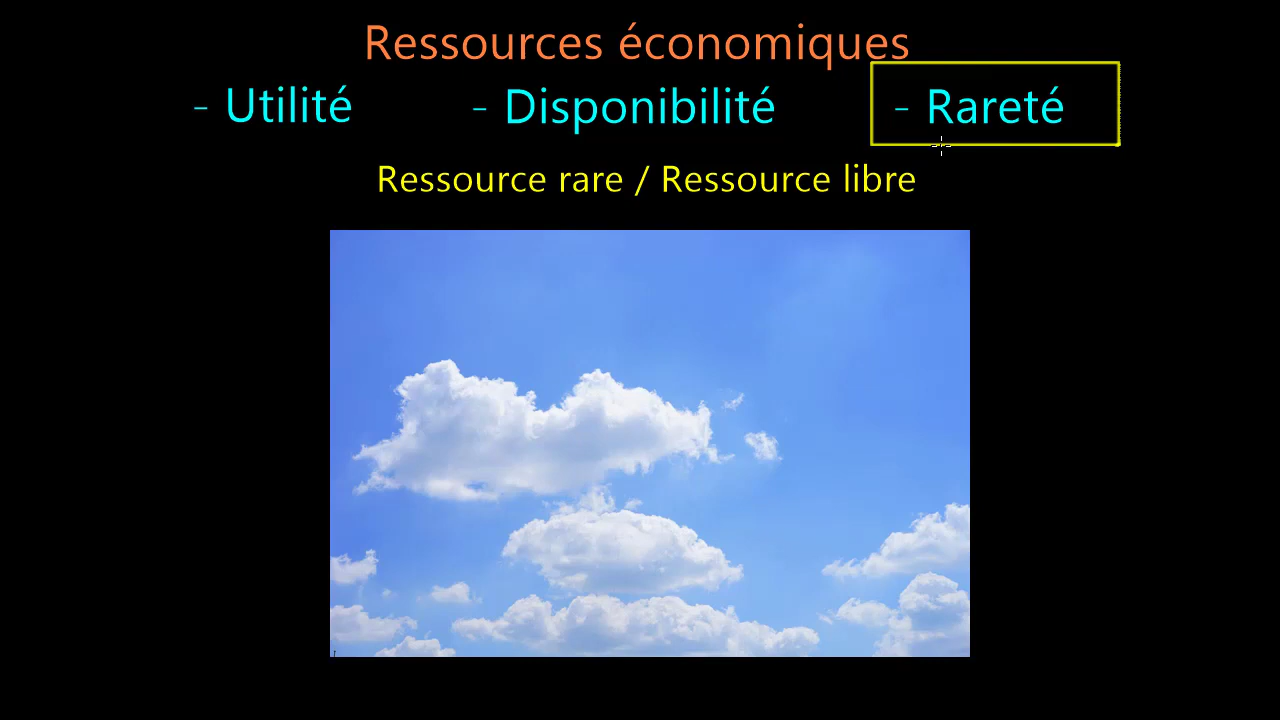 Ressources économiques
- Utilité - Disponibilité - Rareté
Ressource rare / Ressource libre